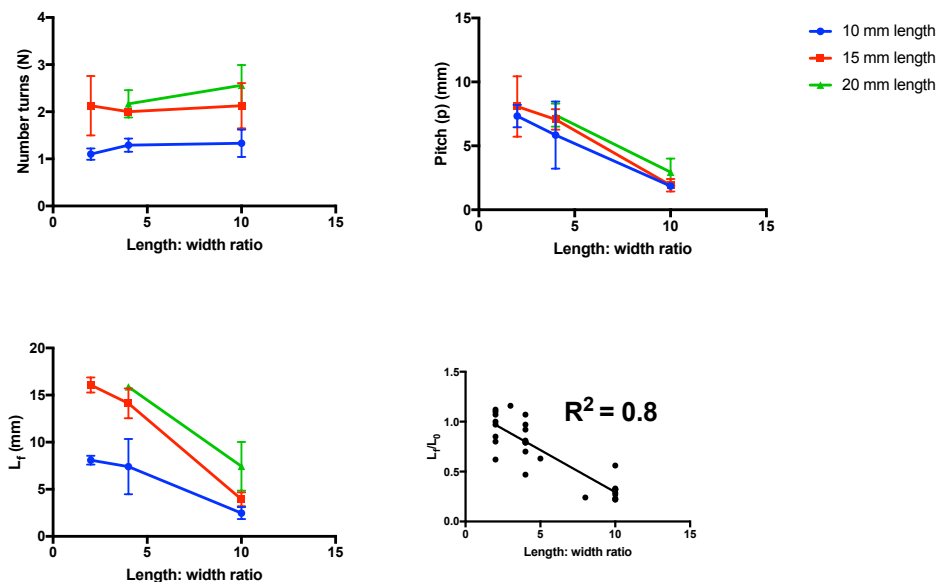 4
3
2
1
0
0
5
10
15
Number turns (N)
Length: width ratio
15
10
5
0
0
5
10
15
Pitch (p) (mm)
Length: width ratio
10 mm length
15 mm length
20 mm length
20
15
10
5
0
0
5
10
15
L_f (mm)
Length: width ratio
1.5
1.0
0.5
0.0
0
5
10
15
L_f/L_0
R² = 0.8
Length: width ratio